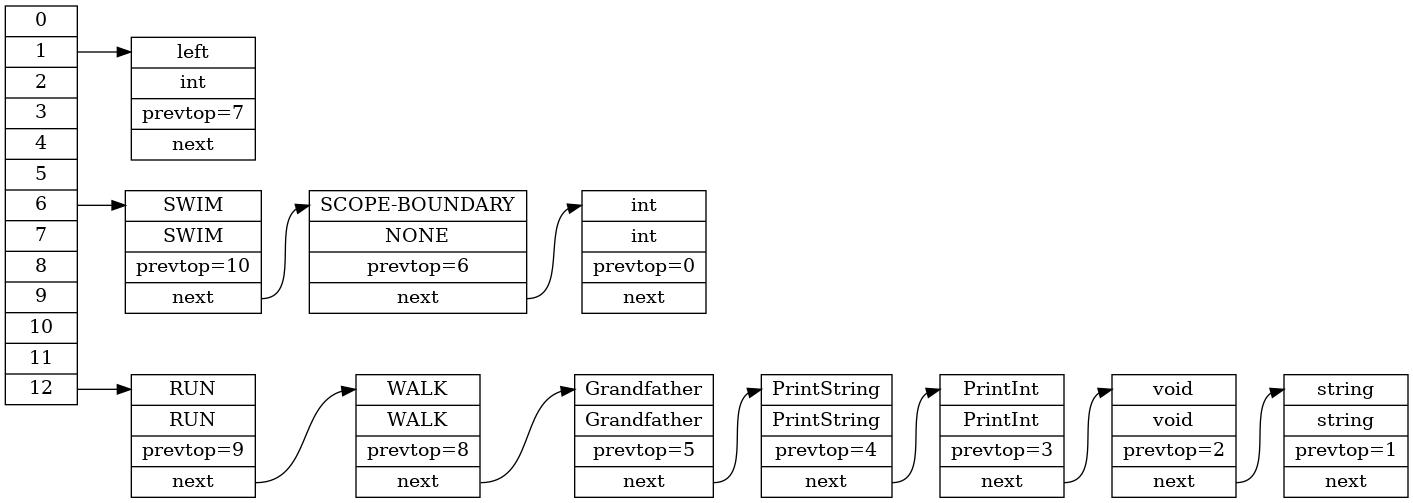 0
1
2
3
4
5
6
7
8
9
10
11
12
left
int
prevtop=7
next
SWIM
SWIM
prevtop=10
next
SCOPE-BOUNDARY
NONE
prevtop=6
next
int
int
prevtop=0
next
RUN
RUN
prevtop=9
next
WALK
WALK
prevtop=8
next
Grandfather
Grandfather
prevtop=5
next
PrintString
PrintString
prevtop=4
next
PrintInt
PrintInt
prevtop=3
next
void
void
prevtop=2
next
string
string
prevtop=1
next